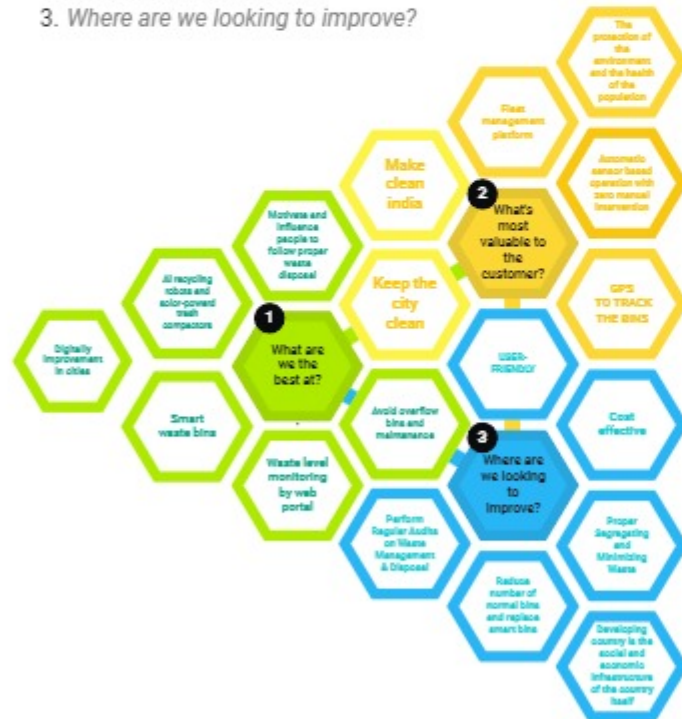 3. Where are we looking to improve?
The
protection of
the
environment
and the health
of the
population
Fleet
management
platform
Make
clean
india
Automatic
sensor based
operation with
zero manual
intervention
2
What's
most
valuable to
the
customer?
Motivate and
influence
people to
follow proper
waste
disposal
Keep the
city
clean
GPS
TO TRACK
THE BINS
AI recycling
robots and
solar-powerd
trash
compactors
1
What are
we the
best at?
USER-
FRIENDLY
Digitally
improvement
in cities
Smart
waste bins
Avoid overflow
bins and
maintenance
Cost
effective
3
Where are
we looking
to
improve?
Waste level
monitoring
by web
portal
Perform
Regular Audits
on Waste
Management
& Disposal
Proper
Segregating
and
Minimizing
Waste
Reduce
number of
normal bins
and replace
smart bins
Developing
country is the
social and
economic
infrastructure
of the country
itself